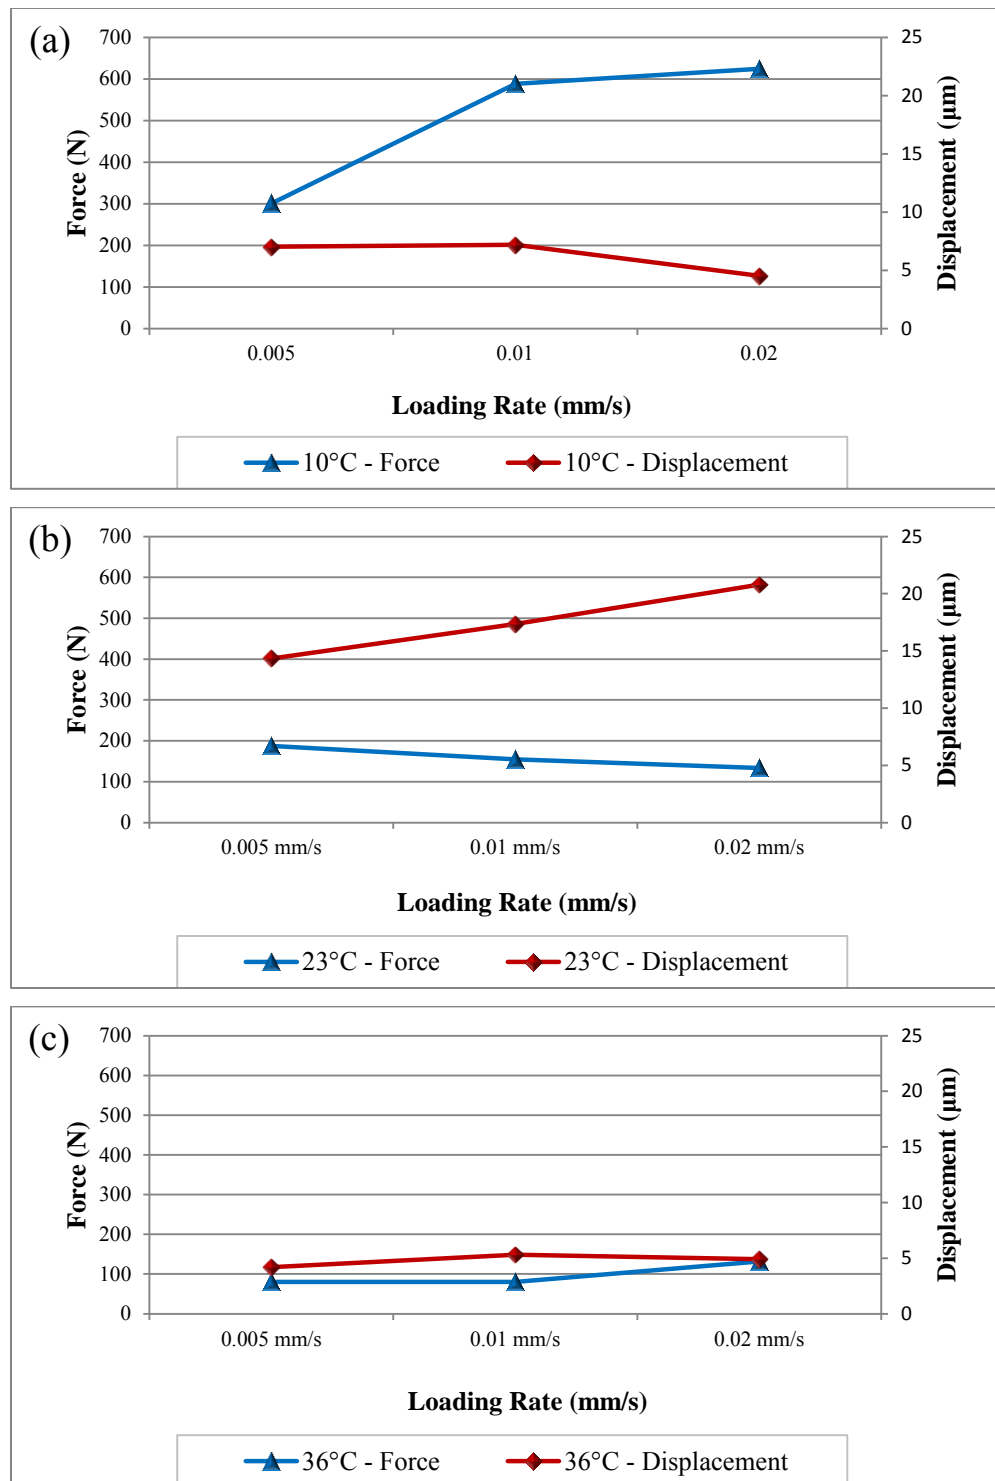 (a)
Force (N)
700
600
500
400
300
200
100
0
25
20
15
10
5
0
Displacement (µm)
0.005 0.01 0.02
Loading Rate (mm/s)
10°C - Force 10°C - Displacement
(b)
Force (N)
700
600
500
400
300
200
100
0
25
20
15
10
5
0
Displacement (µm)
0.005 mm/s 0.01 mm/s 0.02 mm/s
Loading Rate (mm/s)
23°C - Force 23°C - Displacement
(c)
Force (N)
700
600
500
400
300
200
100
0
25
20
15
10
5
0
Displacement (µm)
0.005 mm/s 0.01 mm/s 0.02 mm/s
Loading Rate (mm/s)
36°C - Force 36°C - Displacement